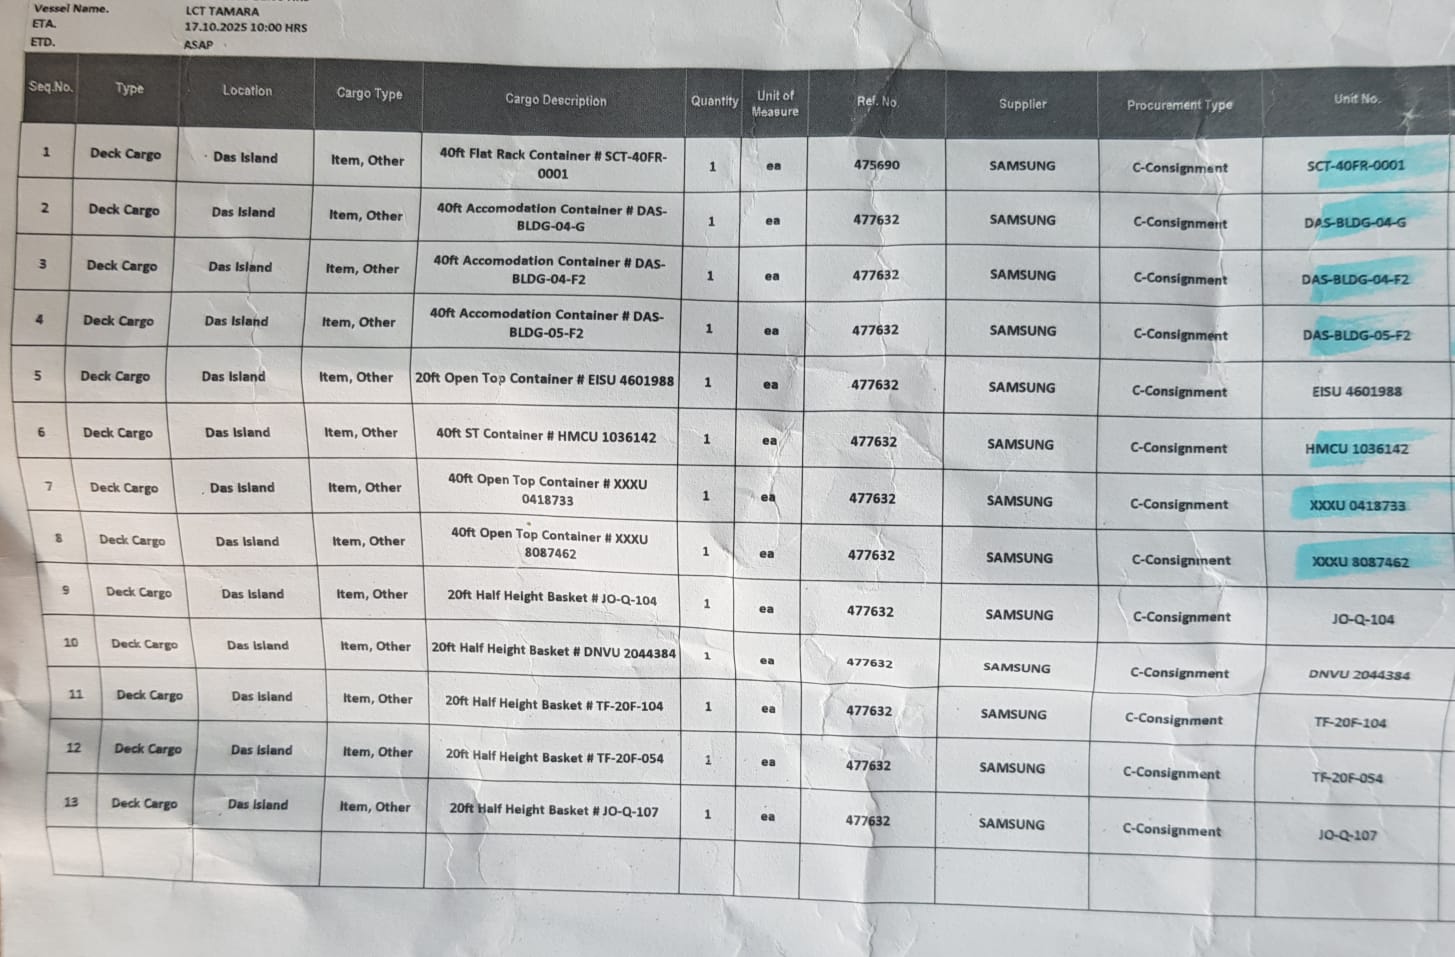 Vessel Name. LCT TAMARA
ETA. 17.10.2025 10:00 HRS
ETD. ASAP
Seq.No. Type Location Cargo Type Cargo Description Quantity Unit of Measure Ref. No. Supplier Procurement Type Unit No.
1 Deck Cargo Das Island Item, Other 40ft Flat Rack Container # SCT-40FR-0001 1 ea 475690 SAMSUNG C-Consignment SCT-40FR-0001
2 Deck Cargo Das Island Item, Other 40ft Accomodation Container # DAS-BLDG-04-G 1 ea 477632 SAMSUNG C-Consignment DAS-BLDG-04-G
3 Deck Cargo Das Island Item, Other 40ft Accomodation Container # DAS-BLDG-04-F2 1 ea 477632 SAMSUNG C-Consignment DAS-BLDG-04-F2
4 Deck Cargo Das Island Item, Other 40ft Accomodation Container # DAS-BLDG-05-F2 1 ea 477632 SAMSUNG C-Consignment DAS-BLDG-05-F2
5 Deck Cargo Das Island Item, Other 20ft Open Top Container # EISU 4601988 1 ea 477632 SAMSUNG C-Consignment EISU 4601988
6 Deck Cargo Das Island Item, Other 40ft ST Container # HMCU 1036142 1 ea 477632 SAMSUNG C-Consignment HMCU 1036142
7 Deck Cargo Das Island Item, Other 40ft Open Top Container # XXXU 0418733 1 ea 477632 SAMSUNG C-Consignment XXXU 0418733
8 Deck Cargo Das Island Item, Other 40ft Open Top Container # XXXU 8087462 1 ea 477632 SAMSUNG C-Consignment XXXU 8087462
9 Deck Cargo Das Island Item, Other 20ft Half Height Basket # JO-Q-104 1 ea 477632 SAMSUNG C-Consignment JO-Q-104
10 Deck Cargo Das Island Item, Other 20ft Half Height Basket # DNVU 2044384 1 ea 477632 SAMSUNG C-Consignment DNVU 2044384
11 Deck Cargo Das Island Item, Other 20ft Half Height Basket # TF-20F-104 1 ea 477632 SAMSUNG C-Consignment TF-20F-104
12 Deck Cargo Das Island Item, Other 20ft Half Height Basket # TF-20F-054 1 ea 477632 SAMSUNG C-Consignment TF-20F-054
13 Deck Cargo Das Island Item, Other 20ft Half Height Basket # JO-Q-107 1 ea 477632 SAMSUNG C-Consignment JO-Q-107